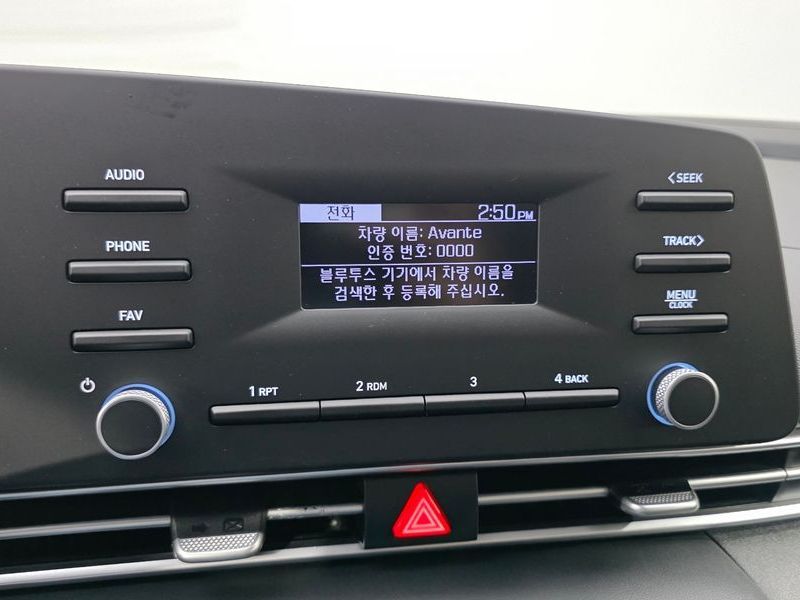 AUDIO
PHONE
FAV
전화 2:50 PM
차량 이름: Avante
인증 번호: 0000
블루투스 기기에서 차량 이름을
검색한 후 등록해 주십시오.
<SEEK
TRACK>
MENU
CLOCK
1 RPT
2 RDM
3
4 BACK